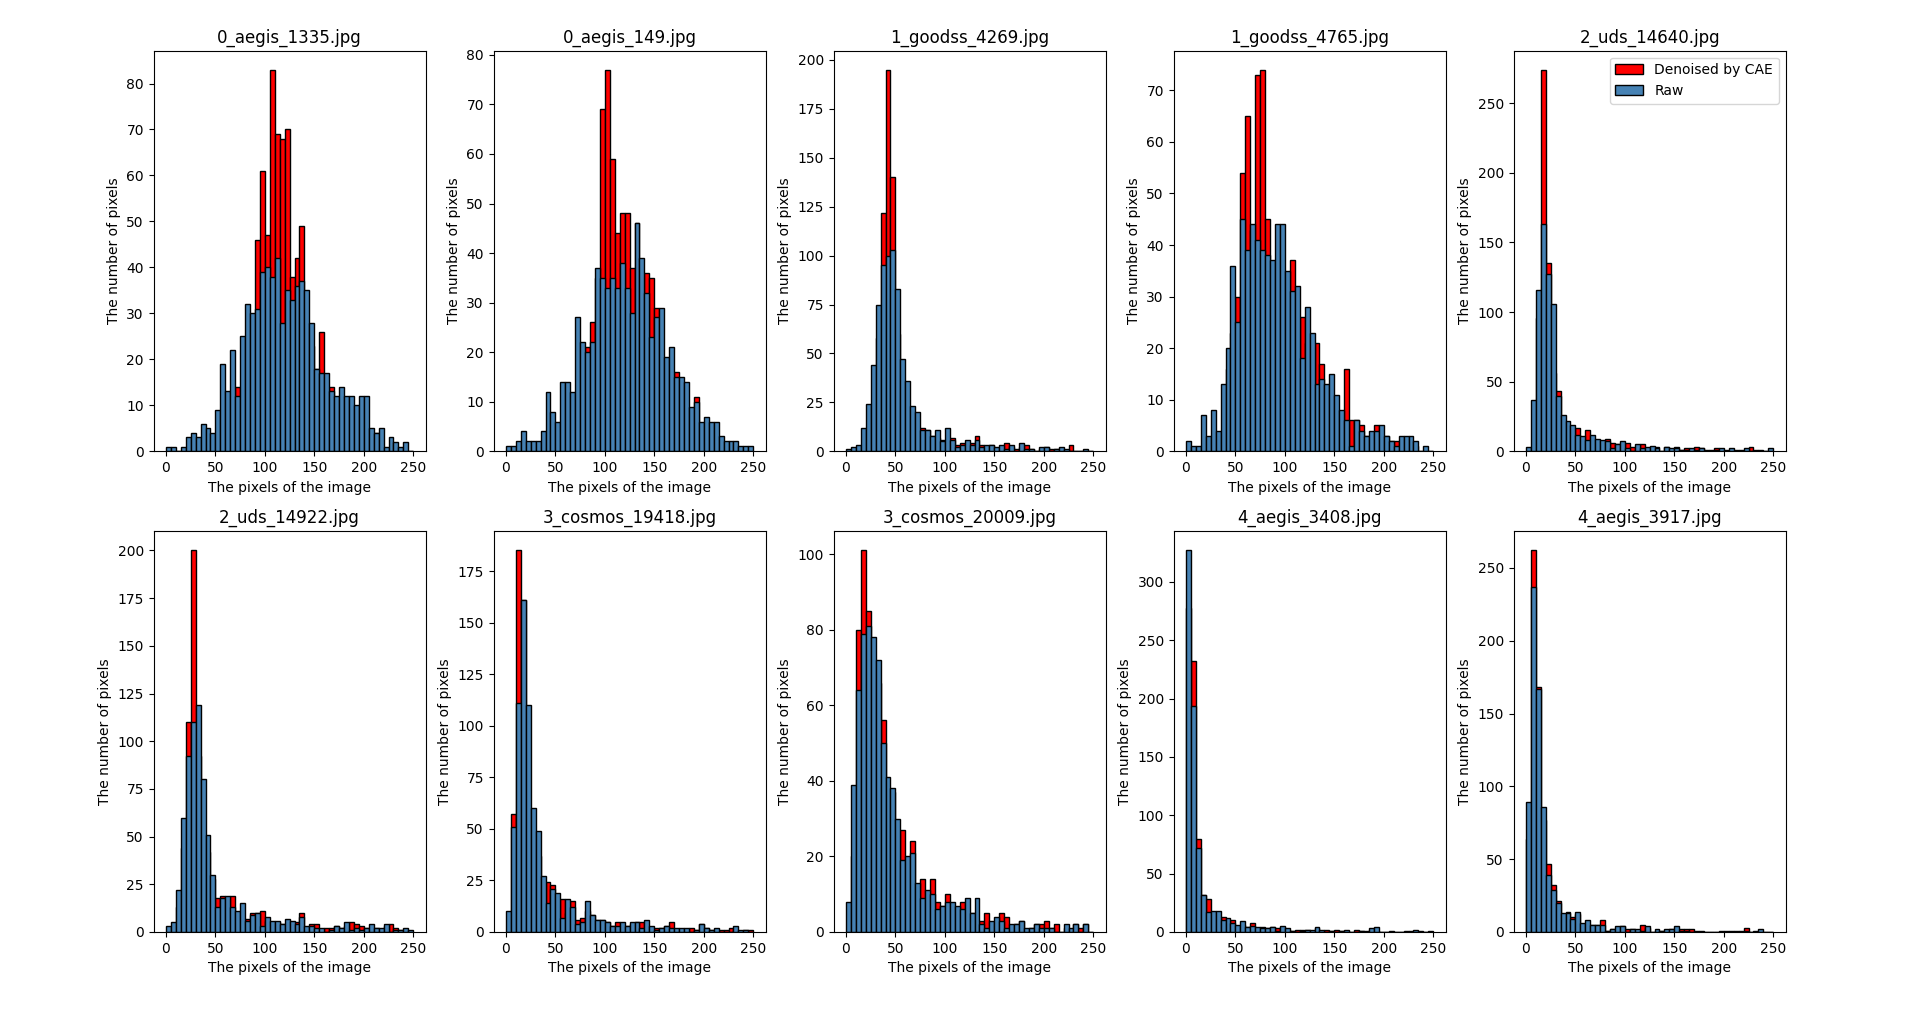 0_aegis_1335.jpg
80
70
60
50
40
30
20
10
0
The number of pixels
0 50 100 150 200 250
The pixels of the image
0_aegis_149.jpg
80
70
60
50
40
30
20
10
0
The number of pixels
0 50 100 150 200 250
The pixels of the image
1_goodss_4269.jpg
200
175
150
125
100
75
50
25
0
The number of pixels
0 50 100 150 200 250
The pixels of the image
1_goodss_4765.jpg
70
60
50
40
30
20
10
0
The number of pixels
0 50 100 150 200 250
The pixels of the image
2_uds_14640.jpg
Denoised by CAE
Raw
250
200
150
100
50
0
The number of pixels
0 50 100 150 200 250
The pixels of the image
2_uds_14922.jpg
200
175
150
125
100
75
50
25
0
The number of pixels
0 50 100 150 200 250
The pixels of the image
3_cosmos_19418.jpg
175
150
125
100
75
50
25
0
The number of pixels
0 50 100 150 200 250
The pixels of the image
3_cosmos_20009.jpg
100
80
60
40
20
0
The number of pixels
0 50 100 150 200 250
The pixels of the image
4_aegis_3408.jpg
300
250
200
150
100
50
0
The number of pixels
0 50 100 150 200 250
The pixels of the image
4_aegis_3917.jpg
250
200
150
100
50
0
The number of pixels
0 50 100 150 200 250
The pixels of the image